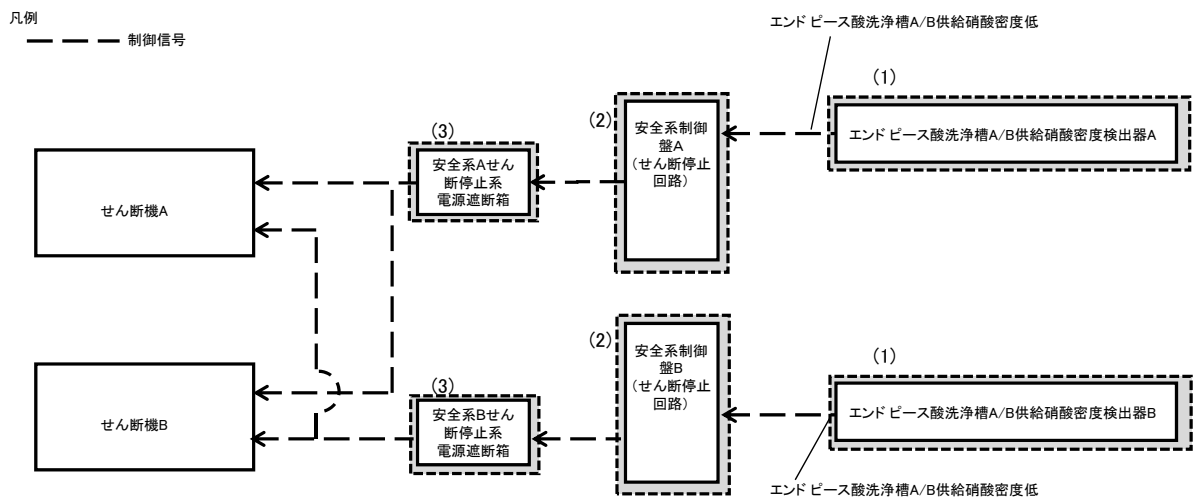 凡例
制御信号
エンドピース酸洗浄槽A/B供給硝酸密度低
(1)
エンドピース酸洗浄槽A/B供給硝酸密度検出器A
(2)
安全系制御
盤A
(せん断停止
回路)
(3)
安全系Aせん
断停止系
電源遮断箱
せん断機A
(1)
エンドピース酸洗浄槽A/B供給硝酸密度検出器B
(2)
安全系制御
盤B
(せん断停止
回路)
(3)
安全系Bせん
断停止系
電源遮断箱
せん断機B
エンドピース酸洗浄槽A/B供給硝酸密度低